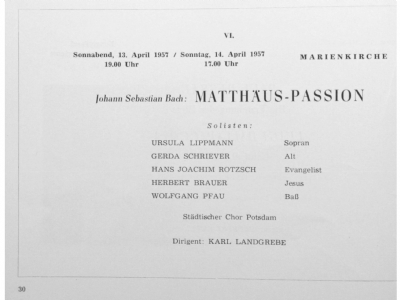 VI.
Sonnabend, 13. April 1957 / Sonntag, 14. April 1957
19.00 Uhr 17.00 Uhr
MARIENKIRCHE
Johann Sebastian Bach: MATTHÄUS-PASSION
Solisten:
URSULA LIPPMANN Sopran
GERDA SCHRIEVER Alt
HANS JOACHIM ROTZSCH Evangelist
HERBERT BRAUER Jesus
WOLFGANG PFAU Baß
Städtischer Chor Potsdam
Dirigent: KARL LANDGREBE
30